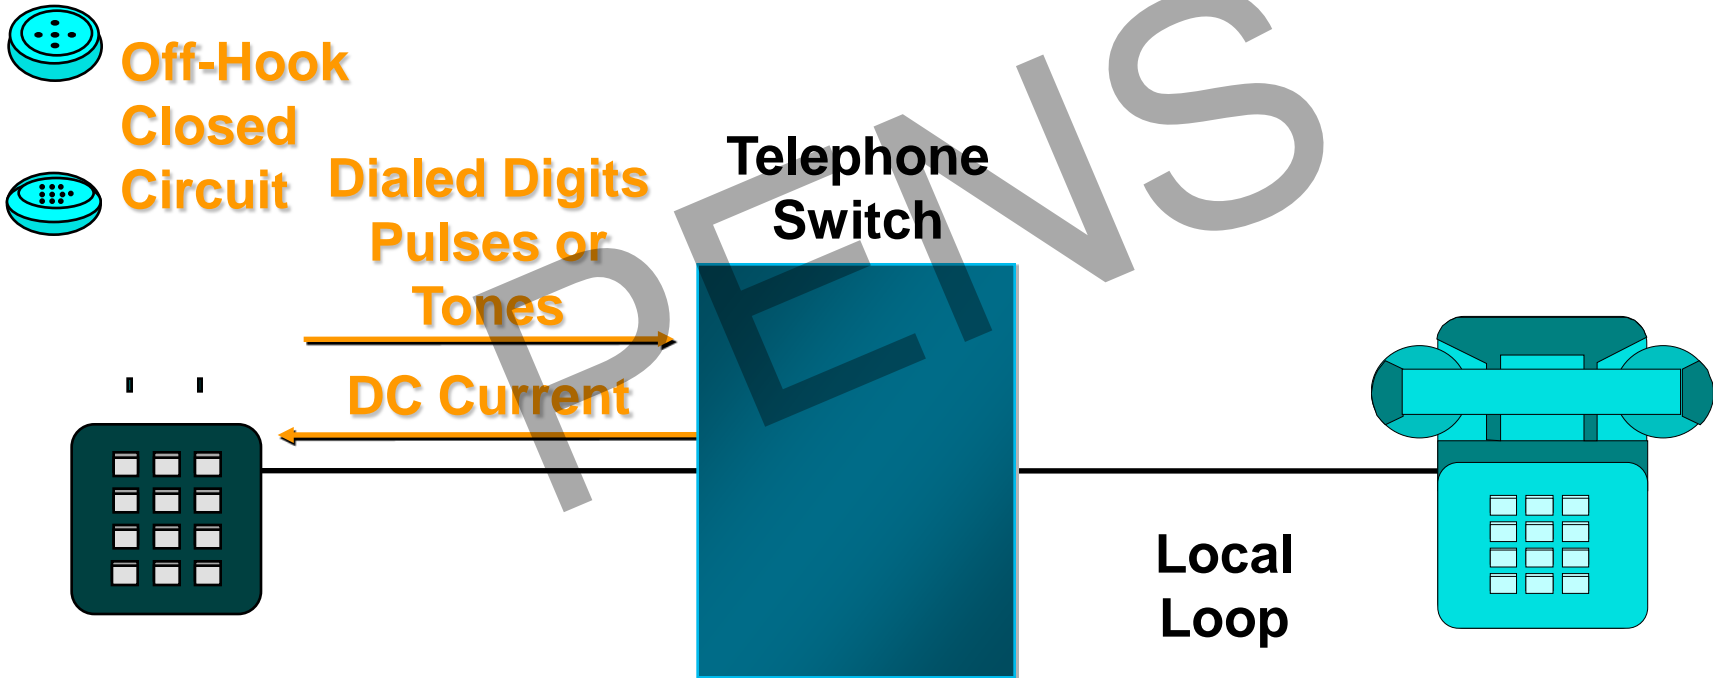 Off-Hook
Closed
Circuit
Dialed Digits
Pulses or
Tones
DC Current
Telephone
Switch
Local
Loop
PENS